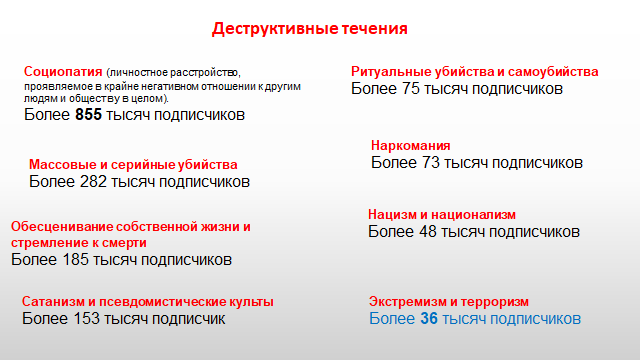 Деструктивные течения
Социопатия (личностное расстройство,
проявляемое в крайне негативном отношении к другим
людям и обществу в целом).
Более 855 тысяч подписчиков
Массовые и серийные убийства
Более 282 тысяч подписчиков
Обесценивание собственной жизни и
стремление к смерти
Более 185 тысяч подписчиков
Сатанизм и псевдомистические культы
Более 153 тысяч подписчик
Ритуальные убийства и самоубийства
Более 75 тысяч подписчиков
Наркомания
Более 73 тысяч подписчиков
Нацизм и национализм
Более 48 тысяч подписчиков
Экстремизм и терроризм
Более 36 тысяч подписчиков